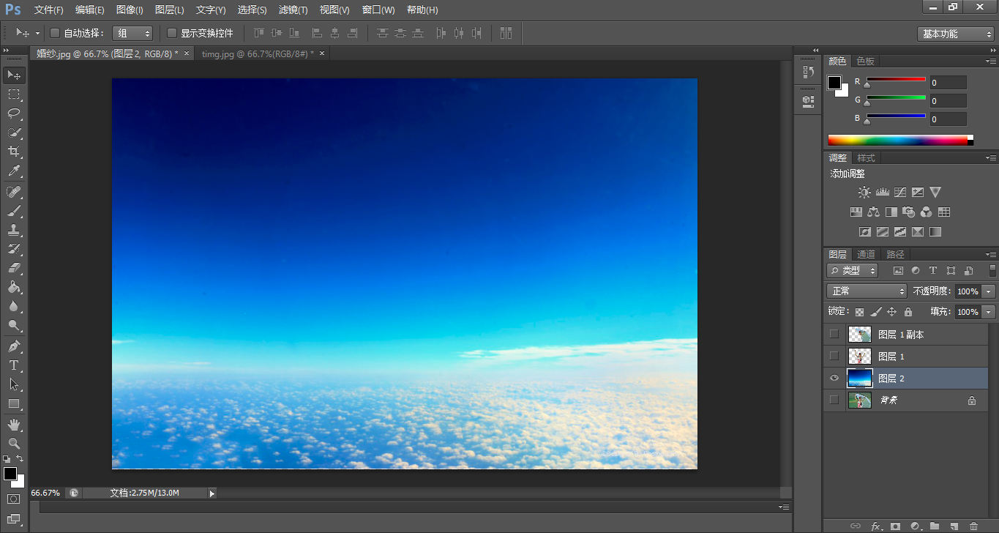 Ps 文件(F) 编辑(E) 图像(I) 图层(L) 文字(Y) 选择(S) 滤镜(T) 视图(V) 窗口(W) 帮助(H)
自动选择： 组 显示变换控件 基本功能
婚纱.jpg @ 66.7% (图层 2, RGB/8) * × timg.jpg @ 66.7%(RGB/8#) * ×
颜色 色板
R 0
G 0
B 0
调整 样式
添加调整
图层 通道 路径
类型
正常 不透明度： 100%
锁定： 填充： 100%
图层 1 副本
图层 1
图层 2
背景
66.67% 文档:2.75M/13.0M
fx